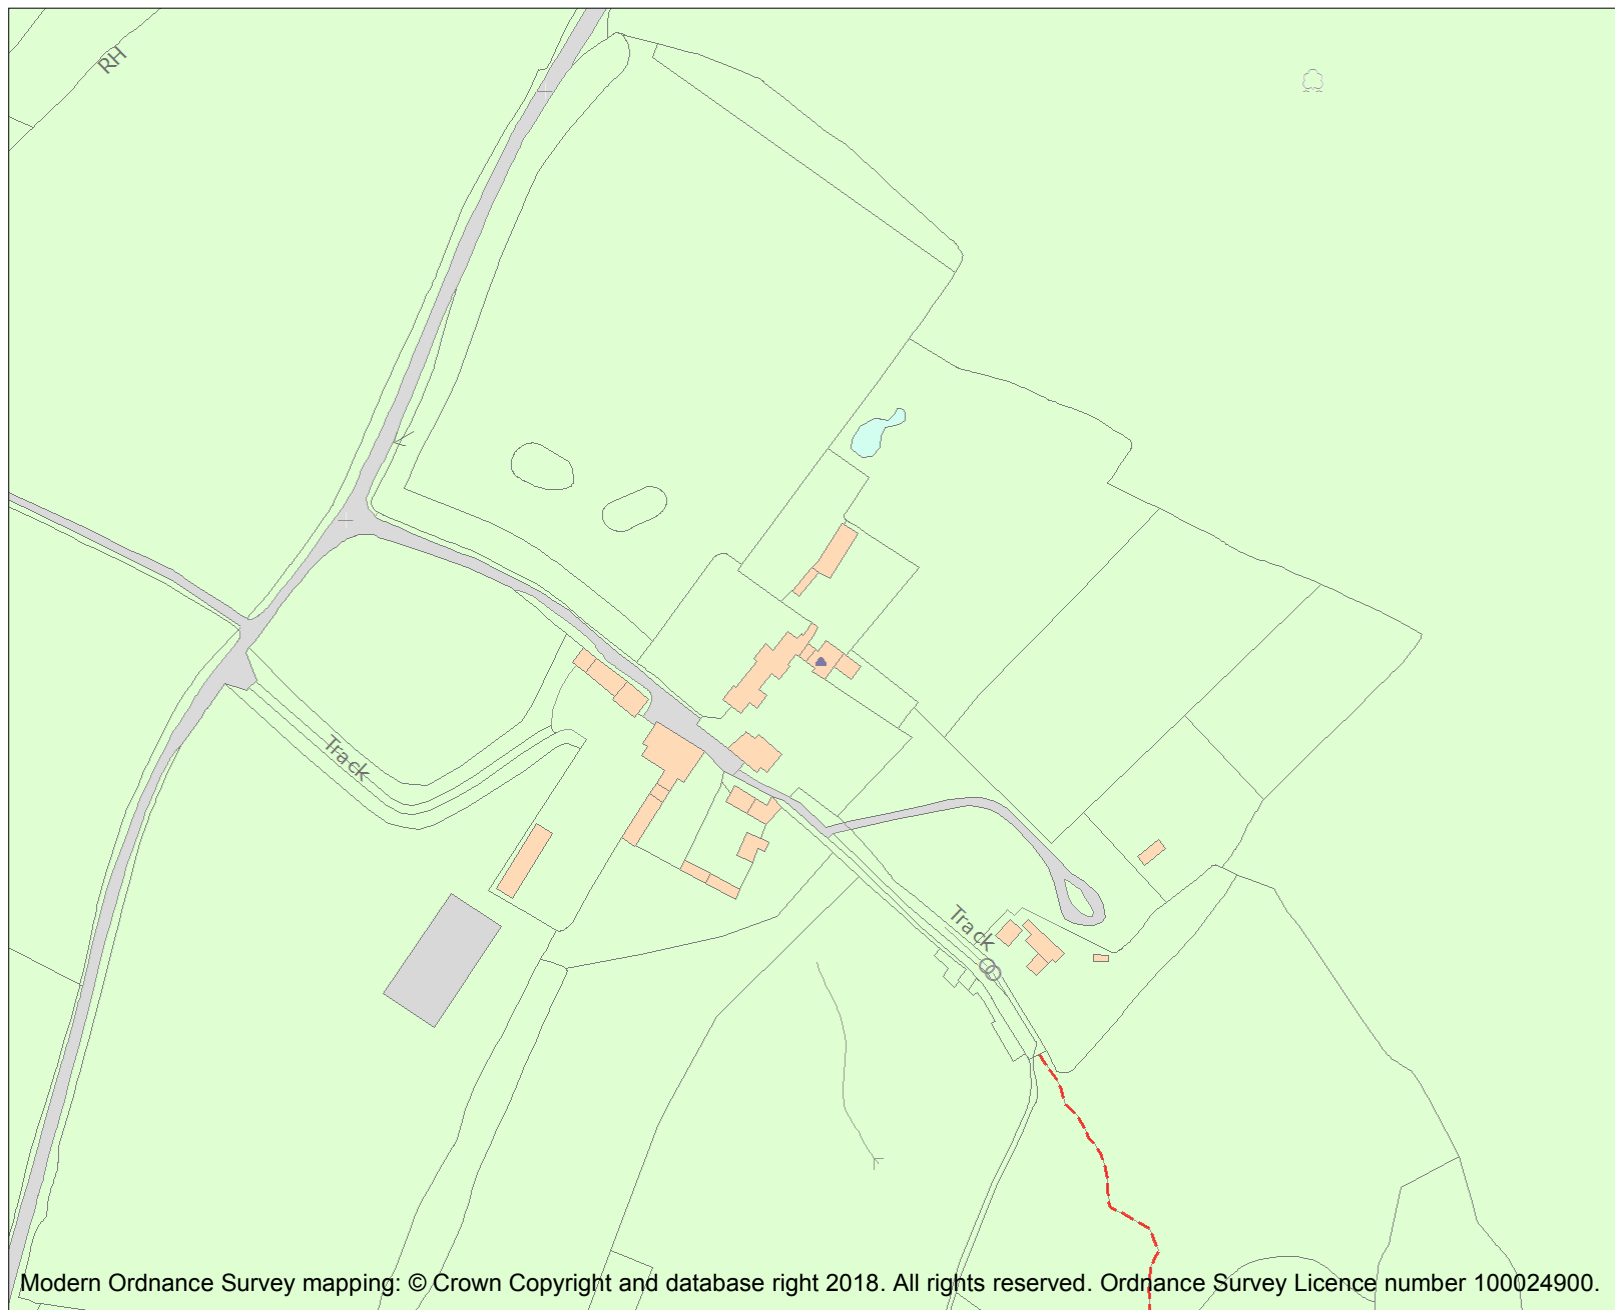 RH
Track
Track
Modern Ordnance Survey mapping: © Crown Copyright and database right 2018. All rights reserved. Ordnance Survey Licence number 100024900.